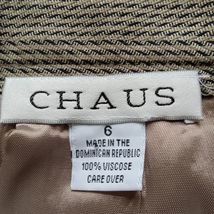 CHAUS
6
MADE IN THE
DOMINICAN REPUBLIC
100% VISCOSE
CARE OVER